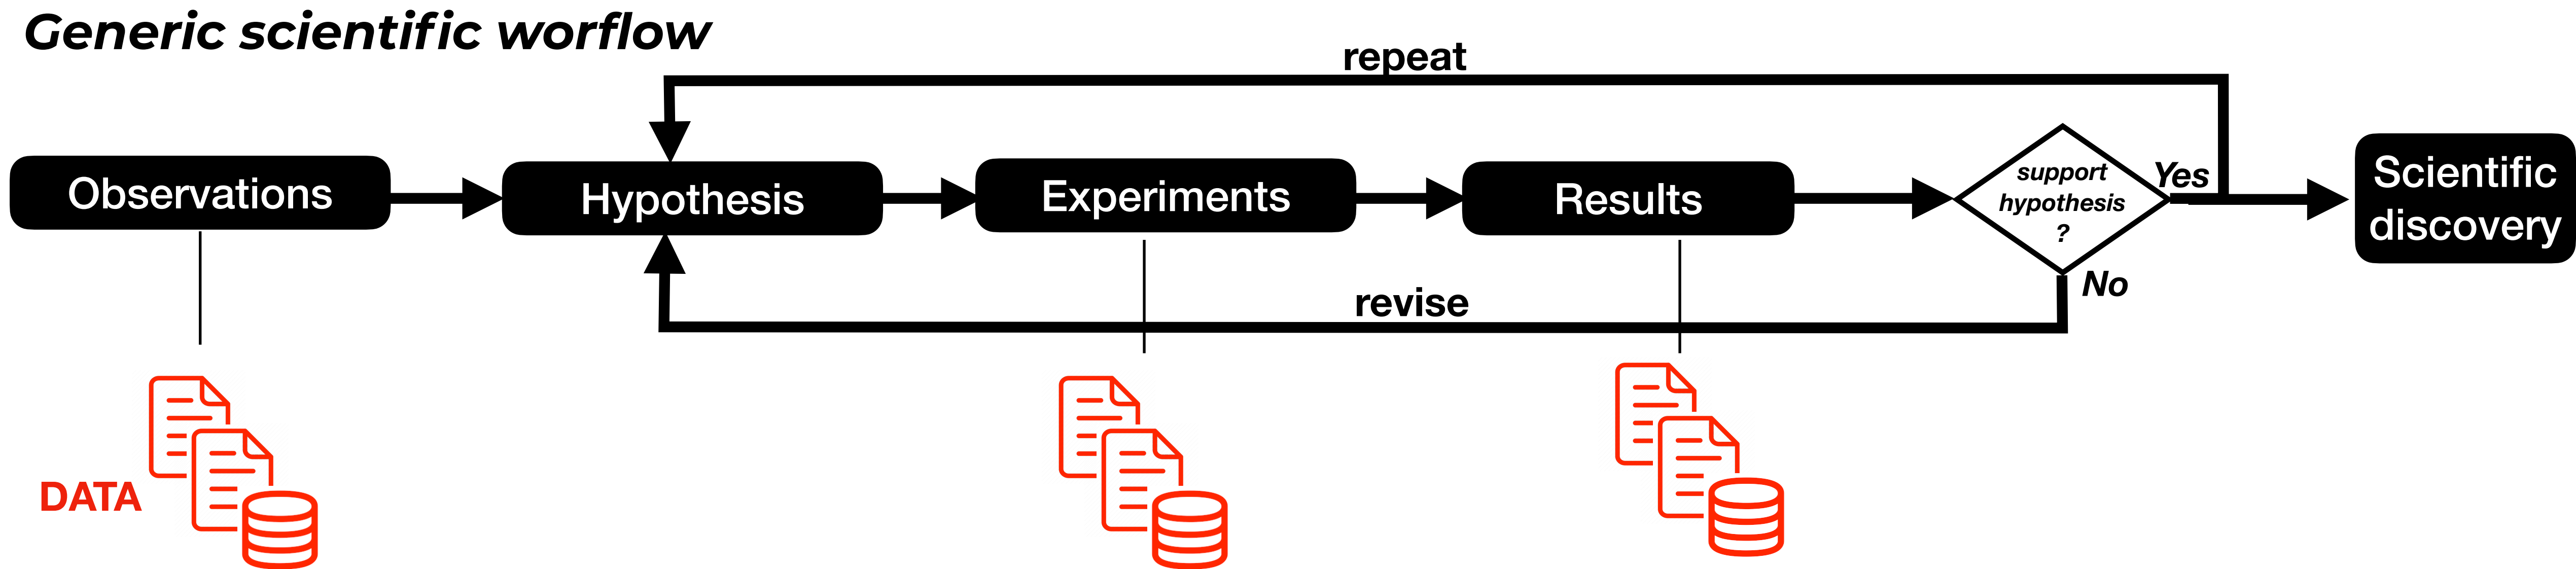 Generic scientific worflow
repeat
Observations
Hypothesis
Experiments
Results
support
hypothesis
?
Yes
No
Scientific
discovery
revise
DATA